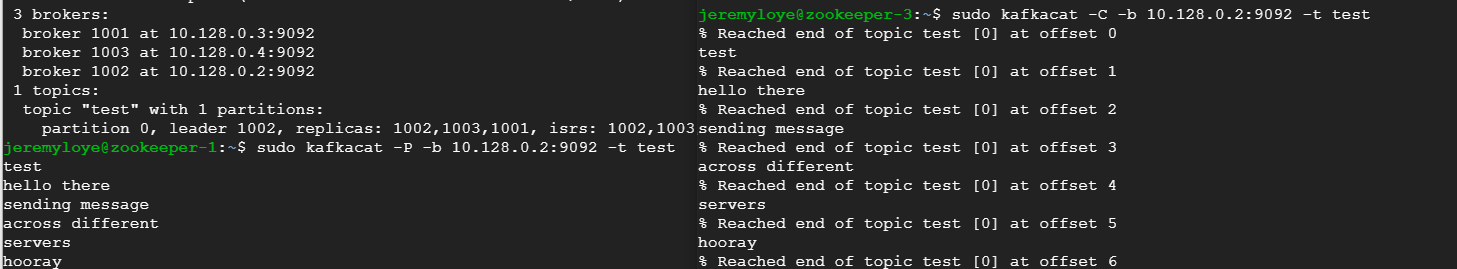 3 brokers:
broker 1001 at 10.128.0.3:9092
broker 1003 at 10.128.0.4:9092
broker 1002 at 10.128.0.2:9092
1 topics:
topic "test" with 1 partitions:
partition 0, leader 1002, replicas: 1002,1003,1001, isrs: 1002,1003
jeremyloye@zookeeper-1:~$ sudo kafkacat -P -b 10.128.0.2:9092 -t test
test
hello there
sending message
across different
servers
hooray
jeremyloye@zookeeper-3:~$ sudo kafkacat -C -b 10.128.0.2:9092 -t test
% Reached end of topic test [0] at offset 0
test
% Reached end of topic test [0] at offset 1
hello there
% Reached end of topic test [0] at offset 2
sending message
% Reached end of topic test [0] at offset 3
across different
% Reached end of topic test [0] at offset 4
servers
% Reached end of topic test [0] at offset 5
hooray
% Reached end of topic test [0] at offset 6